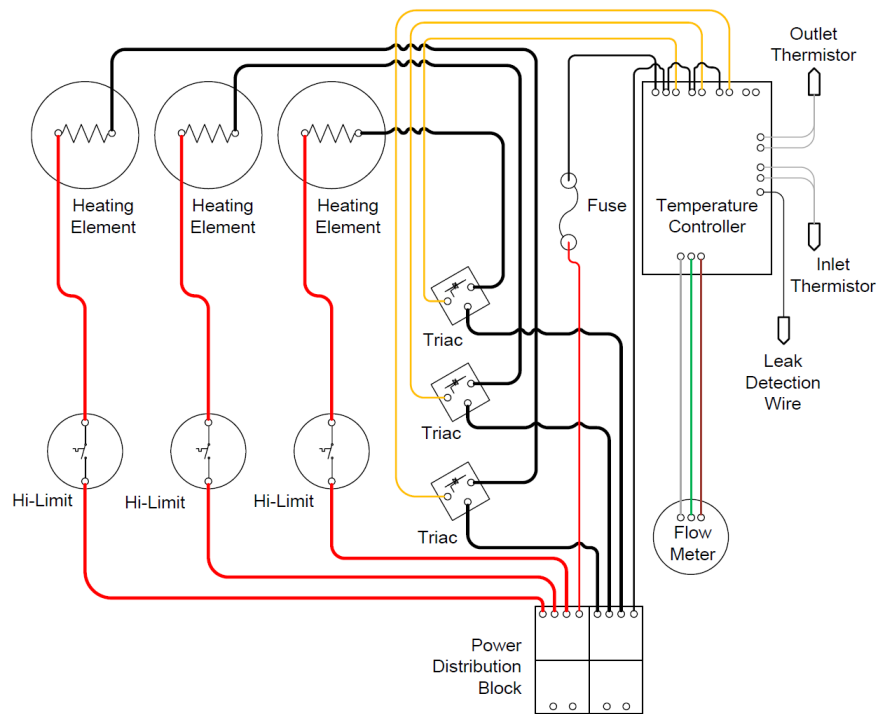 Outlet
Thermistor
Heating
Element
Heating
Element
Heating
Element
Fuse
Temperature
Controller
Inlet
Thermistor
Triac
Leak
Detection
Wire
Triac
Hi-Limit
Hi-Limit
Hi-Limit
Triac
Flow
Meter
Power
Distribution
Block